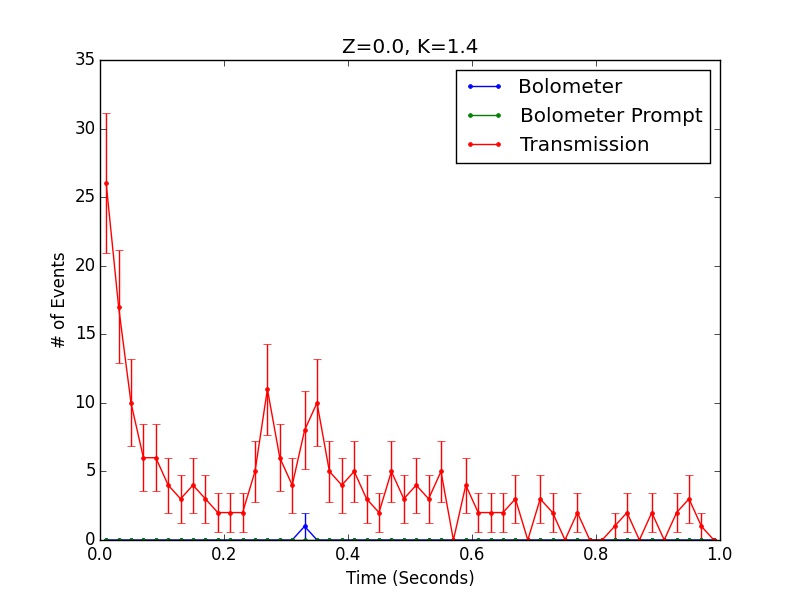 Z=0.0, K=1.4
Bolometer
Bolometer Prompt
Transmission
# of Events
35
30
25
20
15
10
5
0
0.0 0.2 0.4 0.6 0.8 1.0
Time (Seconds)